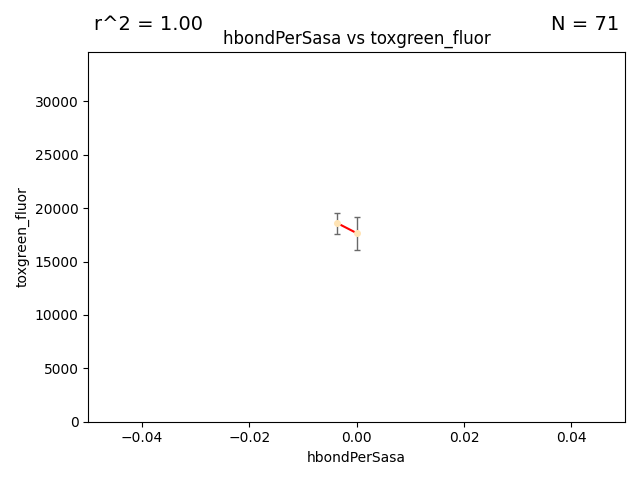 r^2 = 1.00
N = 71
hbondPerSasa vs toxgreen_fluor
30000
25000
20000
15000
10000
5000
0
toxgreen_fluor
−0.04
−0.02
0.00
0.02
0.04
hbondPerSasa